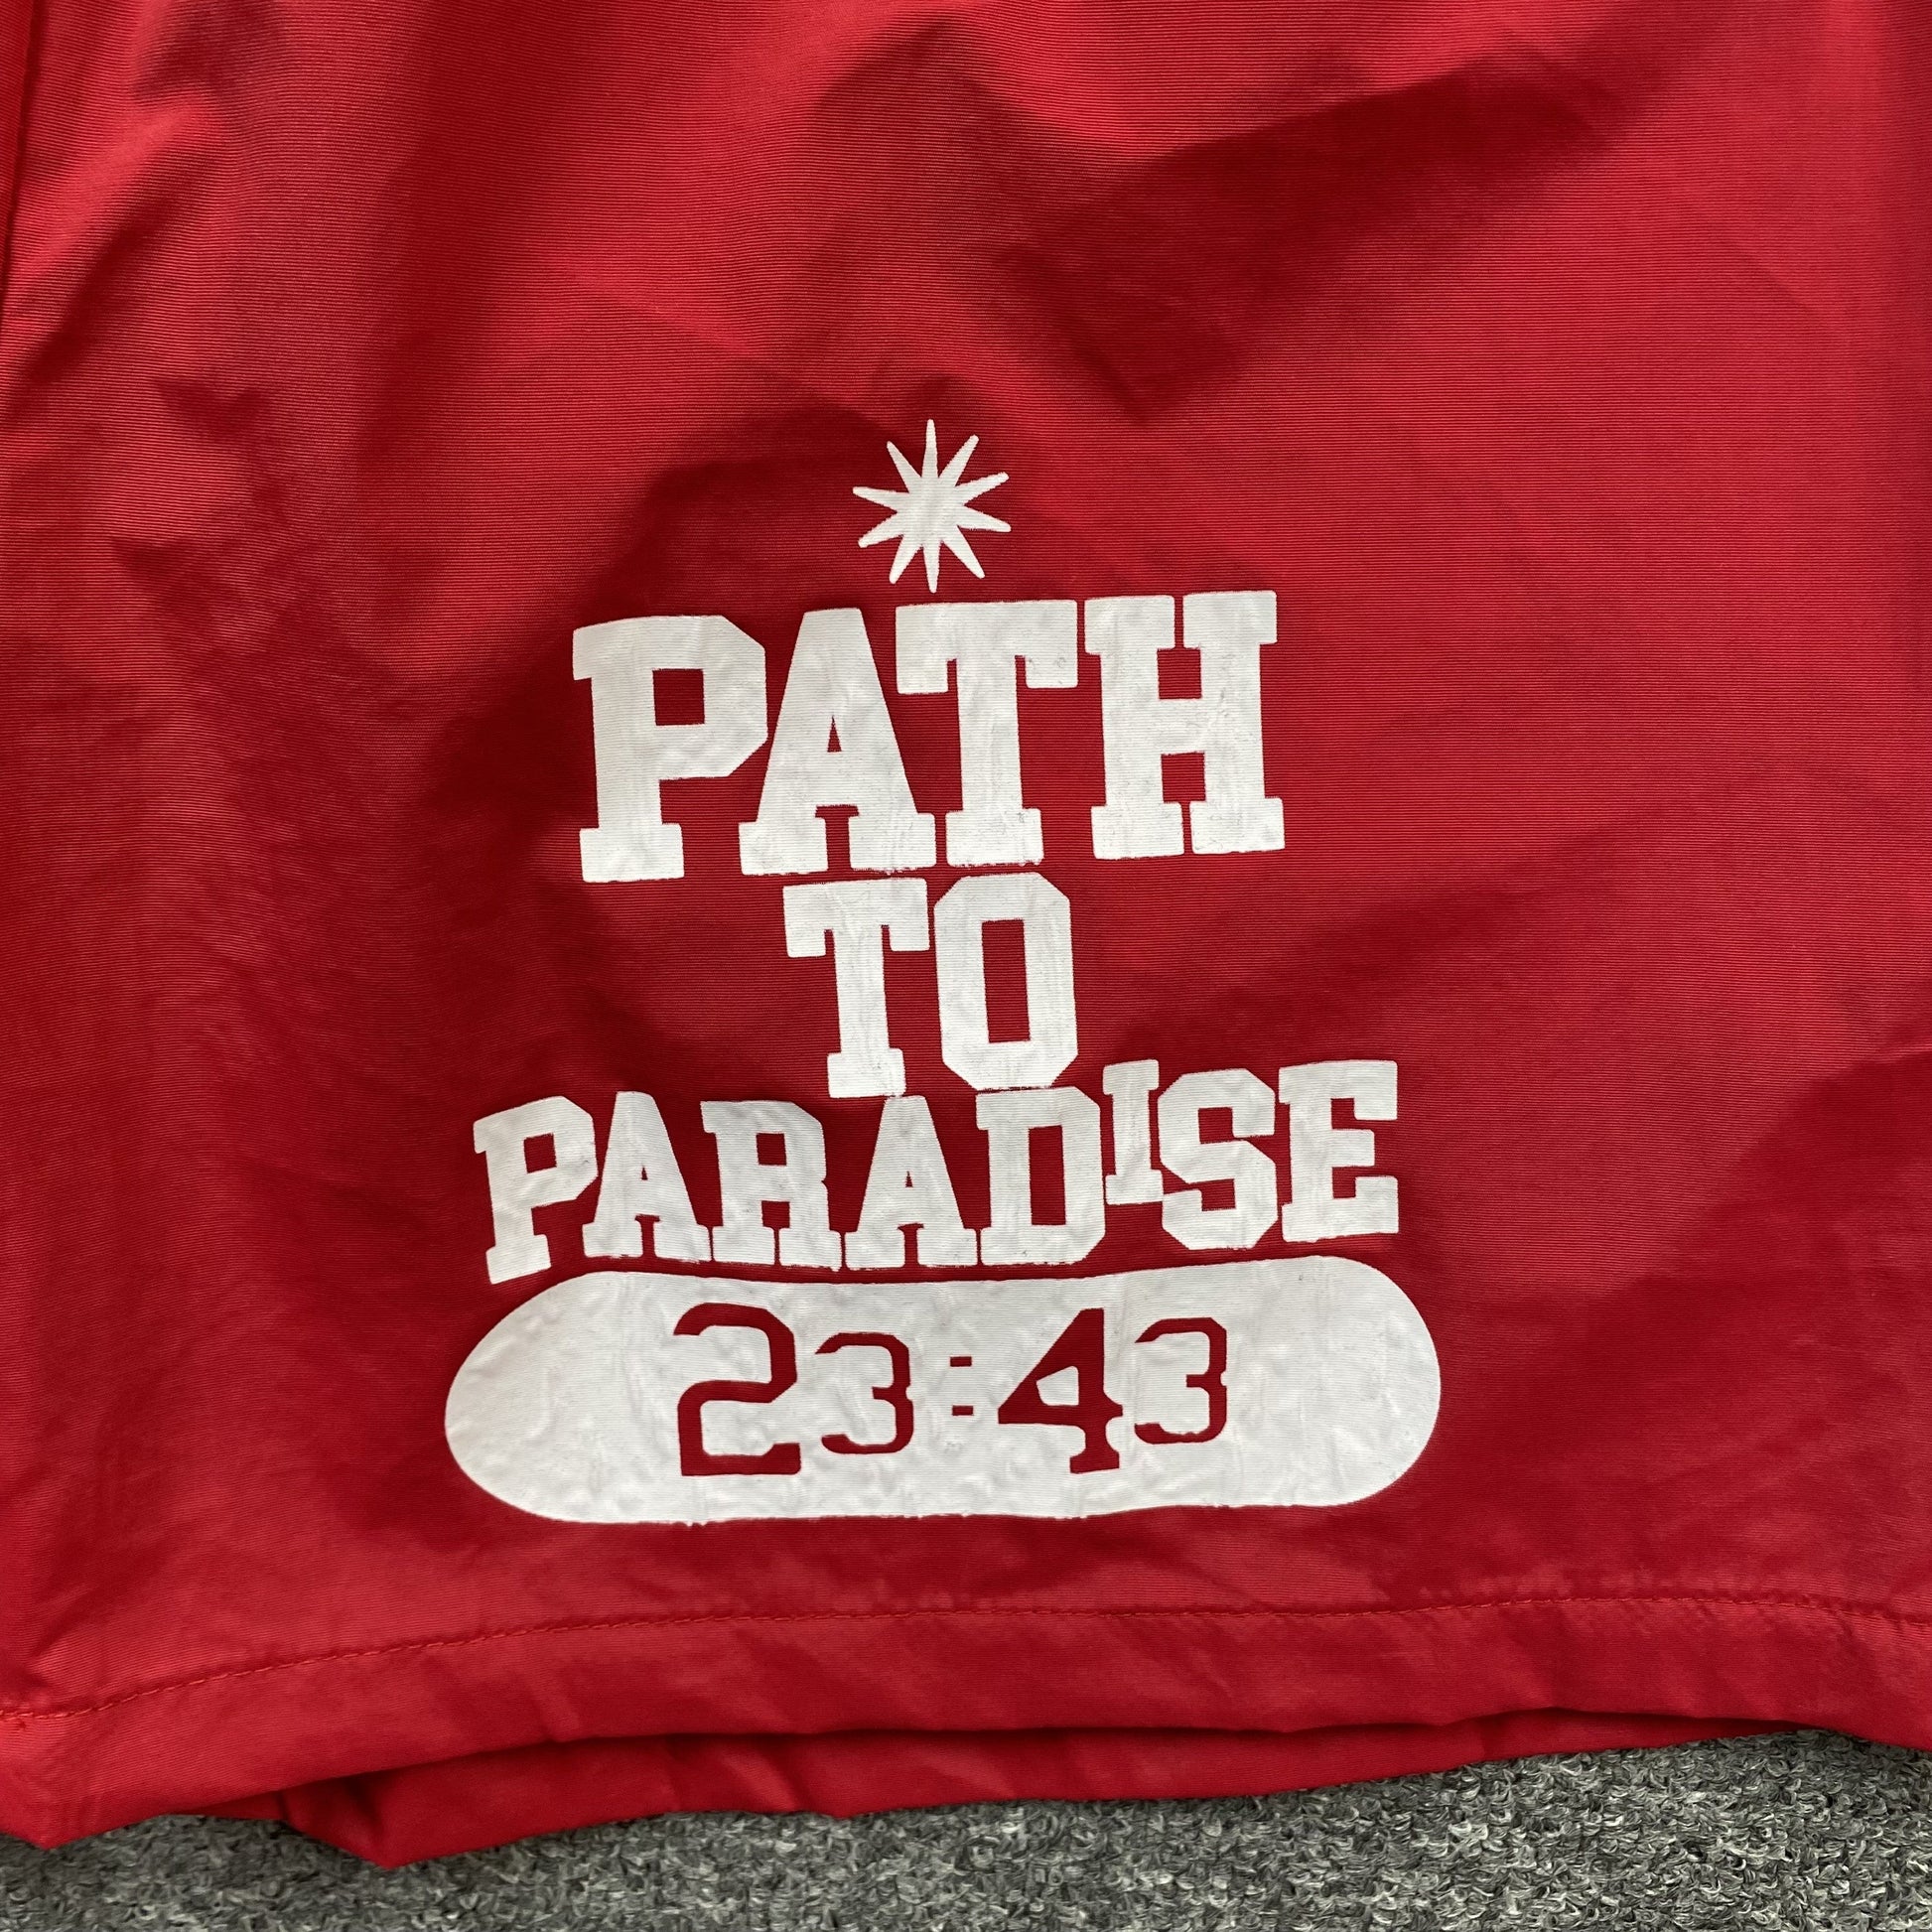 PATH
TO
PARADISE
23:43